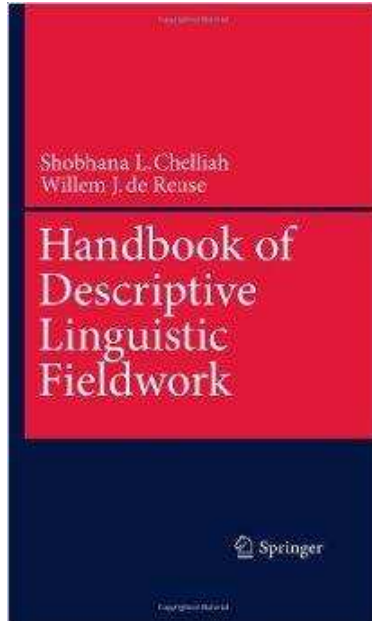 Shobhana L. Chelliah
Willem J. de Reuse
Handbook of
Descriptive
Linguistic
Fieldwork
Springer